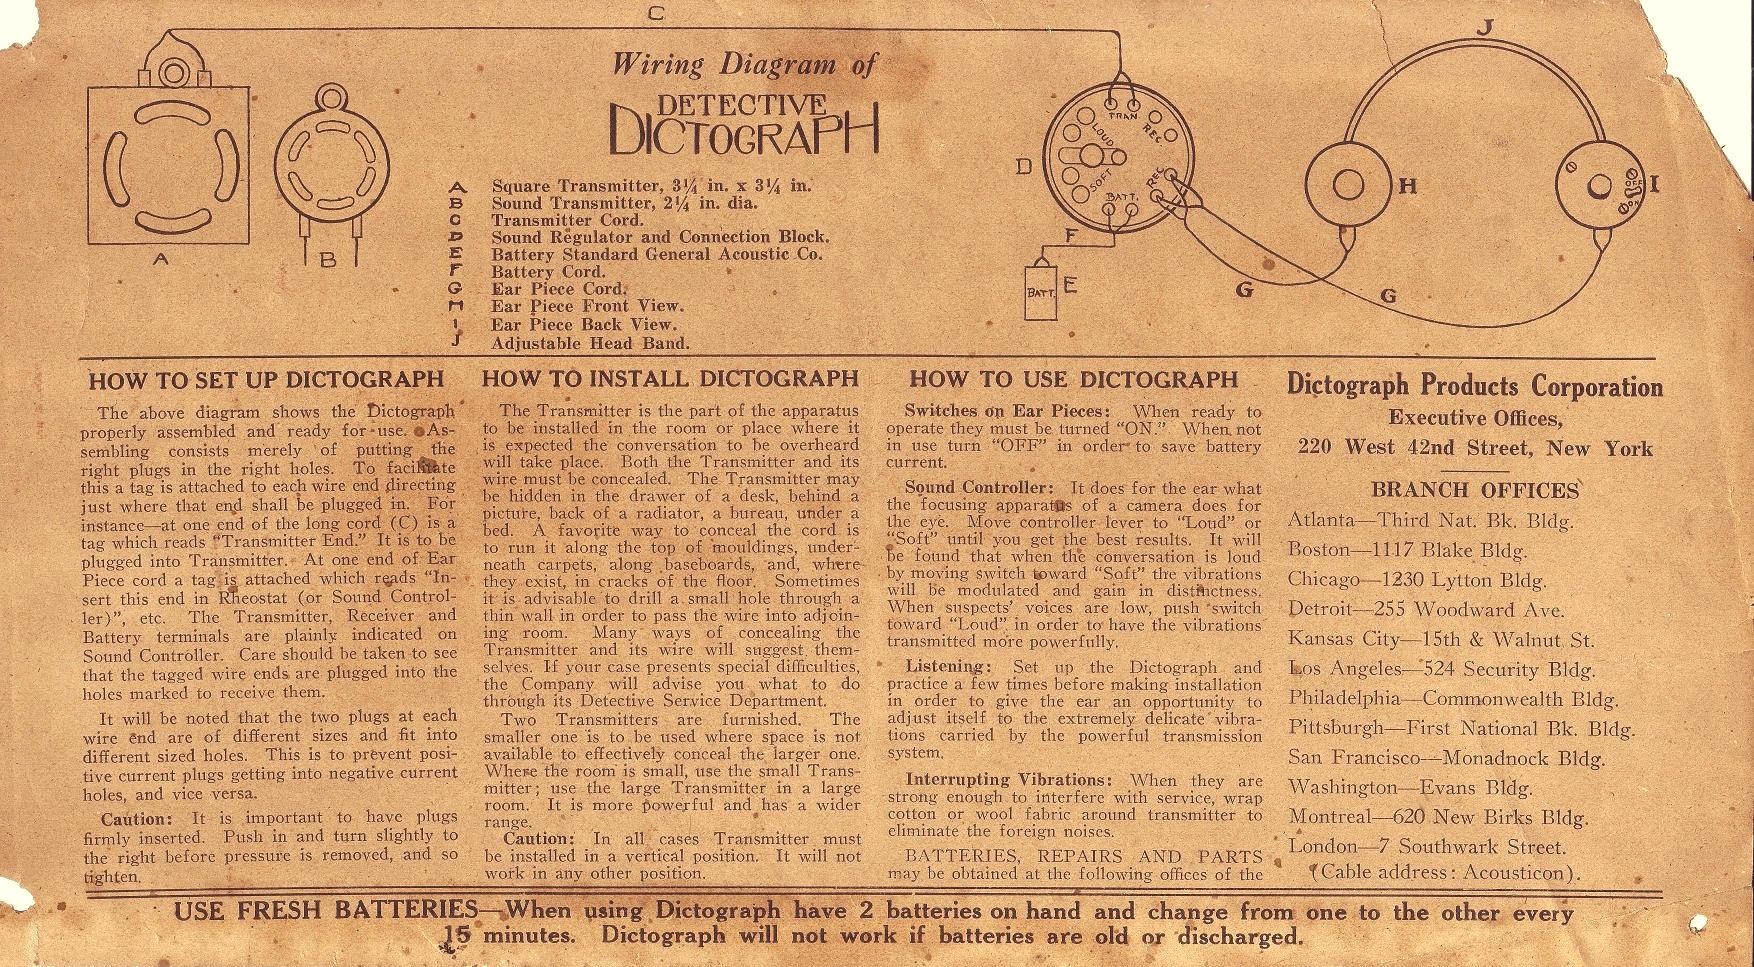 C
J
Wiring Diagram of
DETECTIVE
DICTOGRAPH
TRAN
REC
LOUD
SOFT
REC
BATT.
D
H
I
OFF
ON
F
BATT.
E
G
G
A
B
A Square Transmitter, 3¼ in. x 3¼ in.
B Sound Transmitter, 2¼ in. dia.
C Transmitter Cord.
D Sound Regulator and Connection Block.
E Battery Standard General Acoustic Co.
F Battery Cord.
G Ear Piece Cord.
H Ear Piece Front View.
I Ear Piece Back View.
J Adjustable Head Band.
HOW TO SET UP DICTOGRAPH
The above diagram shows the Dictograph
properly assembled and ready for use. As-
sembling consists merely of putting the
right plugs in the right holes. To facilitate
this a tag is attached to each wire end directing
just where that end shall be plugged in. For
instance—at one end of the long cord (C) is a
tag which reads "Transmitter End." It is to be
plugged into Transmitter. At one end of Ear
Piece cord a tag is attached which reads "In-
sert this end in Rheostat (or Sound Control-
ler)", etc. The Transmitter, Receiver and
Battery terminals are plainly indicated on
Sound Controller. Care should be taken to see
that the tagged wire ends are plugged into the
holes marked to receive them.
It will be noted that the two plugs at each
wire end are of different sizes and fit into
different sized holes. This is to prevent posi-
tive current plugs getting into negative current
holes, and vice versa.
Caution: It is important to have plugs
firmly inserted. Push in and turn slightly to
the right before pressure is removed, and so
tighten.
HOW TO INSTALL DICTOGRAPH
The Transmitter is the part of the apparatus
to be installed in the room or place where it
is expected the conversation to be overheard
will take place. Both the Transmitter and its
wire must be concealed. The Transmitter may
be hidden in the drawer of a desk, behind a
picture, back of a radiator, a bureau, under a
bed. A favorite way to conceal the cord is
to run it along the top of mouldings, under-
neath carpets, along baseboards, and, where
they exist, in cracks of the floor. Sometimes
it is advisable to drill a small hole through a
thin wall in order to pass the wire into adjoin-
ing room. Many ways of concealing the
Transmitter and its wire will suggest them-
selves. If your case presents special difficulties,
the Company will advise you what to do
through its Detective Service Department.
Two Transmitters are furnished. The
smaller one is to be used where space is not
available to effectively conceal the larger one.
Where the room is small, use the small Trans-
mitter; use the large Transmitter in a large
room. It is more powerful and has a wider
range.
Caution: In all cases Transmitter must
be installed in a vertical position. It will not
work in any other position.
HOW TO USE DICTOGRAPH
Switches on Ear Pieces: When ready to
operate they must be turned "ON." When not
in use turn "OFF" in order to save battery
current.
Sound Controller: It does for the ear what
the focusing apparatus of a camera does for
the eye. Move controller lever to "Loud" or
"Soft" until you get the best results. It will
be found that when the conversation is loud
by moving switch toward "Soft" the vibrations
will be modulated and gain in distinctness.
When suspects' voices are low, push switch
toward "Loud" in order to have the vibrations
transmitted more powerfully.
Listening: Set up the Dictograph and
practice a few times before making installation
in order to give the ear an opportunity to
adjust itself to the extremely delicate vibra-
tions carried by the powerful transmission
system.
Interrupting Vibrations: When they are
strong enough to interfere with service, wrap
cotton or wool fabric around transmitter to
eliminate the foreign noises.
BATTERIES, REPAIRS AND PARTS
may be obtained at the following offices of the
Dictograph Products Corporation
Executive Offices,
220 West 42nd Street, New York
BRANCH OFFICES
Atlanta—Third Nat. Bk. Bldg.
Boston—1117 Blake Bldg.
Chicago—1230 Lytton Bldg.
Detroit—255 Woodward Ave.
Kansas City—15th & Walnut St.
Los Angeles—524 Security Bldg.
Philadelphia—Commonwealth Bldg.
Pittsburgh—First National Bk. Bldg.
San Francisco—Monadnock Bldg.
Washington—Evans Bldg.
Montreal—620 New Birks Bldg.
London—7 Southwark Street.
(Cable address: Acousticon).
USE FRESH BATTERIES—When using Dictograph have 2 batteries on hand and change from one to the other every
15 minutes. Dictograph will not work if batteries are old or discharged.